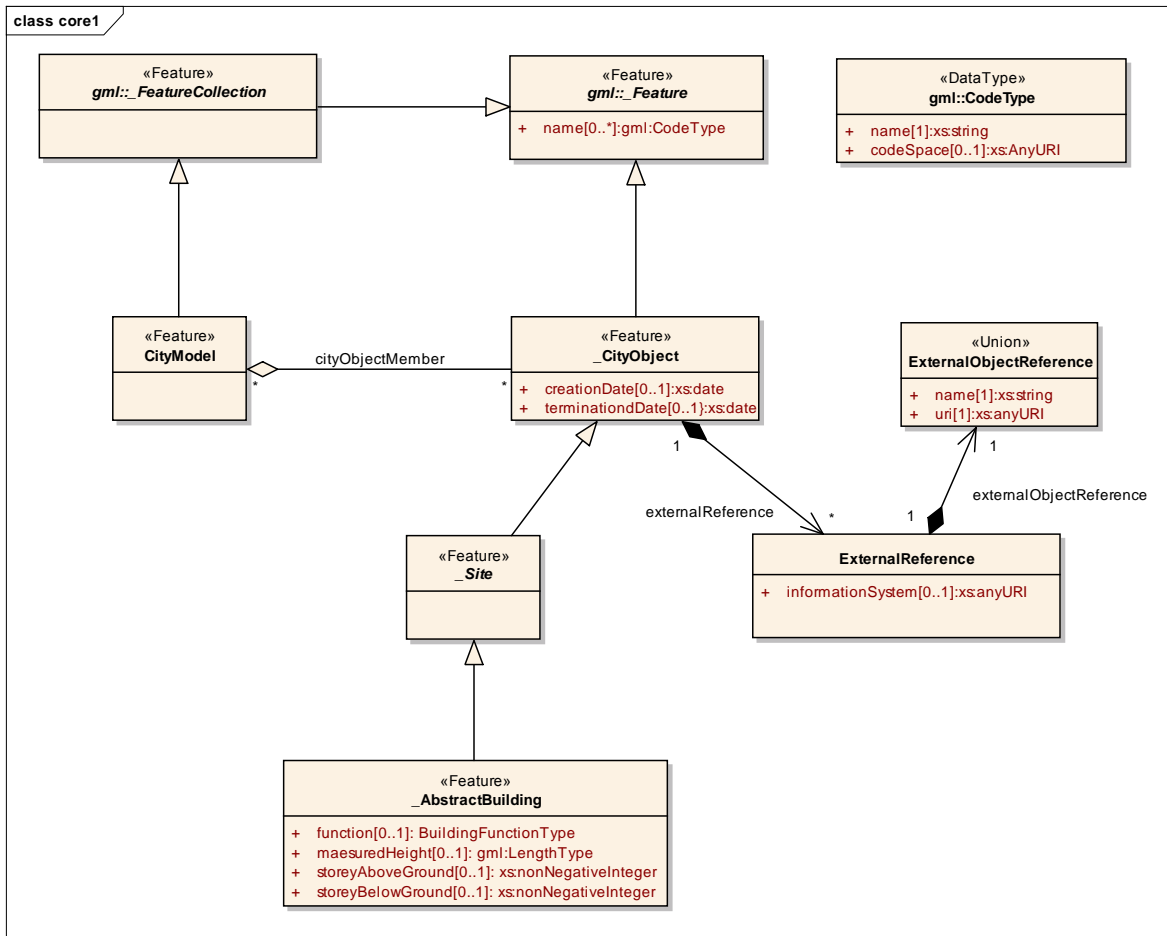 class core1
«Feature»
gml::_FeatureCollection
«Feature»
gml::_Feature
+ name[0..*]:gml:CodeType
«DataType»
gml::CodeType
+ name[1]:xs:string
+ codeSpace[0..1]:xs:AnyURI
«Feature»
CityModel
*
cityObjectMember
*
«Feature»
_CityObject
+ creationDate[0..1]:xs:date
+ terminationdDate[0..1}:xs:date
«Union»
ExternalObjectReference
+ name[1]:xs:string
+ uri[1]:xs:anyURI
1
externalReference
*
1
externalObjectReference
1
«Feature»
_Site
ExternalReference
+ informationSystem[0..1]:xs:anyURI
«Feature»
_AbstractBuilding
+ function[0..1]: BuildingFunctionType
+ maesuredHeight[0..1]: gml:LengthType
+ storeyAboveGround[0..1]: xs:nonNegativeInteger
+ storeyBelowGround[0..1]: xs:nonNegativeInteger